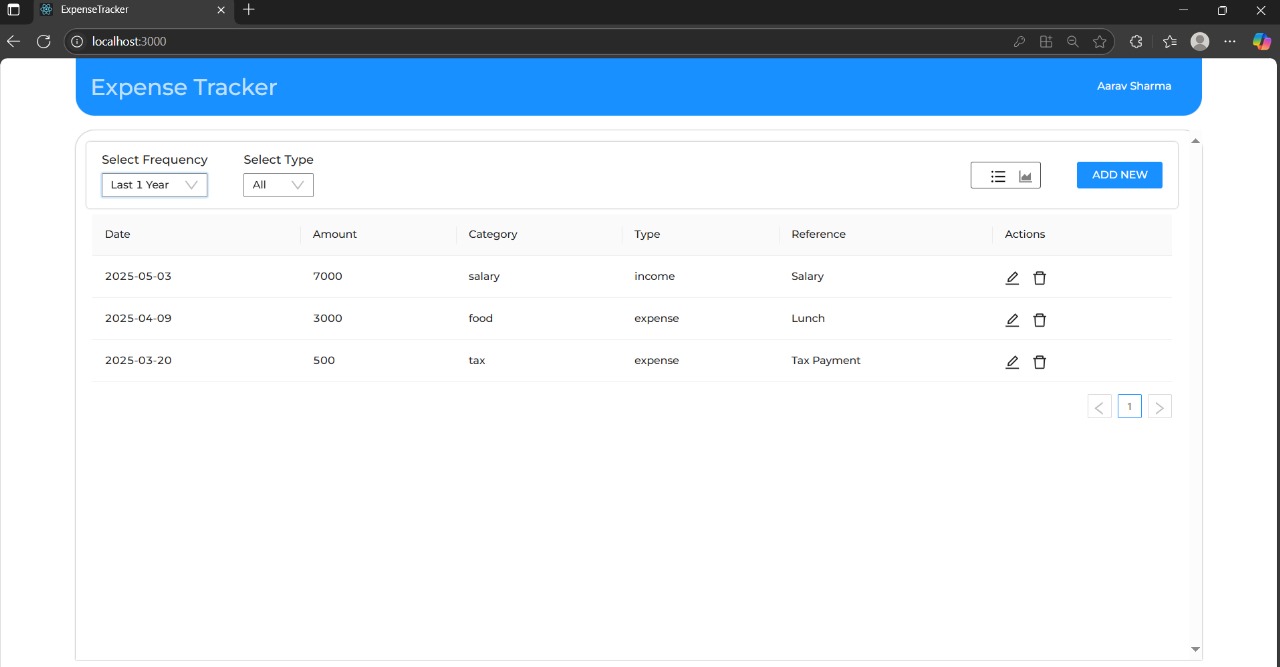 ExpenseTracker
localhost:3000
Expense Tracker
Aarav Sharma
Select Frequency Select Type
Last 1 Year All ADD NEW
Date Amount Category Type Reference Actions
2025-05-03 7000 salary income Salary
2025-04-09 3000 food expense Lunch
2025-03-20 500 tax expense Tax Payment
1